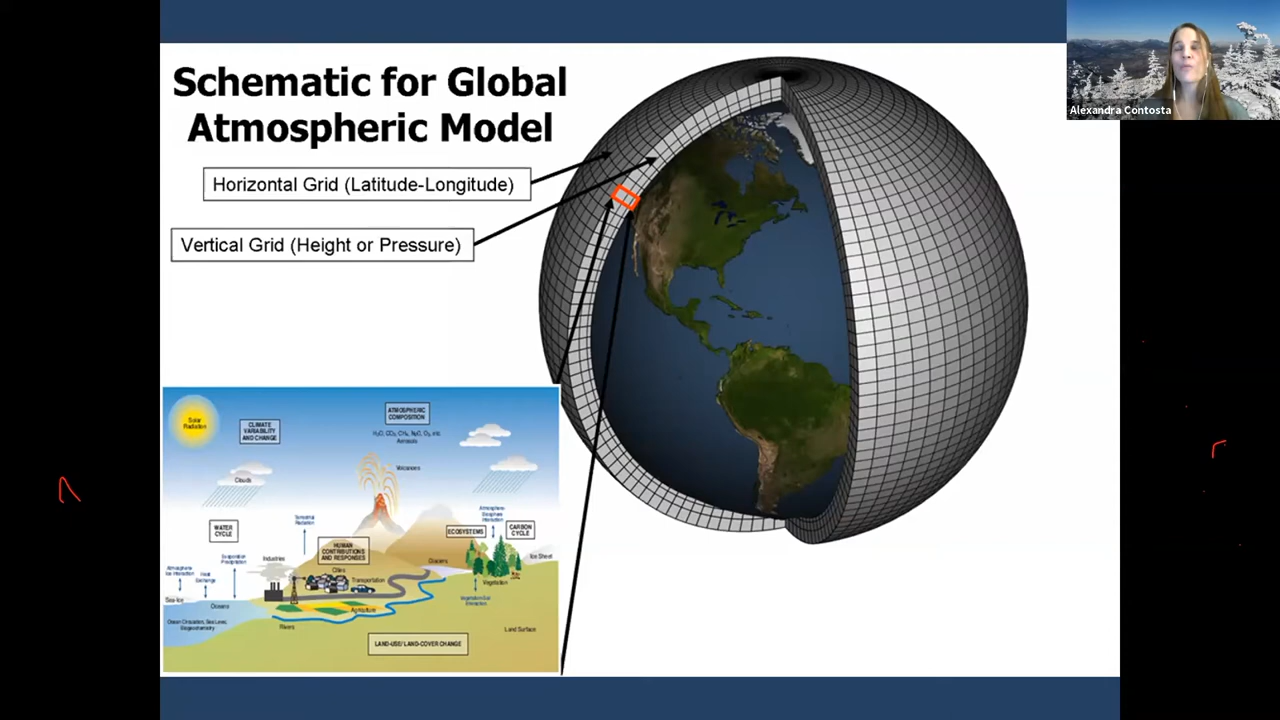 Schematic for Global
Atmospheric Model
Horizontal Grid (Latitude-Longitude)
Vertical Grid (Height or Pressure)
Alexandra Contosta
Solar
Radiation
CLIMATE
VARIABILITY
AND CHANGE
ATMOSPHERIC
COMPOSITION
H₂O, CO₂, CH₄, N₂O, O₃, etc.
Aerosols
Clouds
Volcanoes
WATER
CYCLE
Terrestrial
Radiation
Atmosphere
Biosphere
Interaction
ECOSYSTEMS
CARBON
CYCLE
HUMAN
CONTRIBUTIONS
AND RESPONSES
Industries
Cities
Transportation
Glaciers
Ice Sheet
Vegetation
Atmosphere
Ice Interaction
Heat
Exchange
Evaporation
Precipitation
Sea-Ice
Oceans
Agriculture
Vegetation-Soil
Interaction
Ocean Circulation, Sea Level,
Biogeochemistry
Rivers
Land Surface
LAND-USE/ LAND-COVER CHANGE